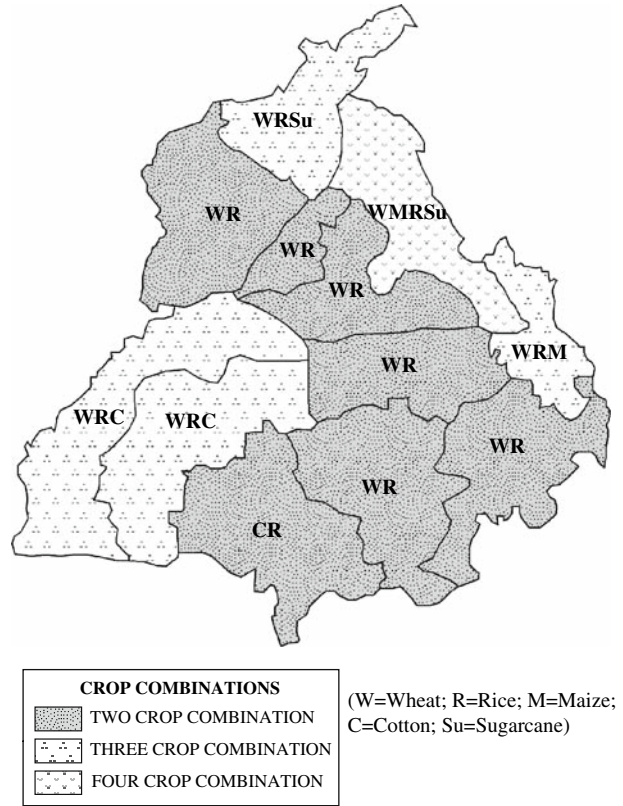 WRSu
WR
WMRSu
WR
WR
WRM
WR
WRC
WRC
WR
WR
CR
CROP COMBINATIONS
TWO CROP COMBINATION
THREE CROP COMBINATION
FOUR CROP COMBINATION
(W=Wheat; R=Rice; M=Maize;
C=Cotton; Su=Sugarcane)